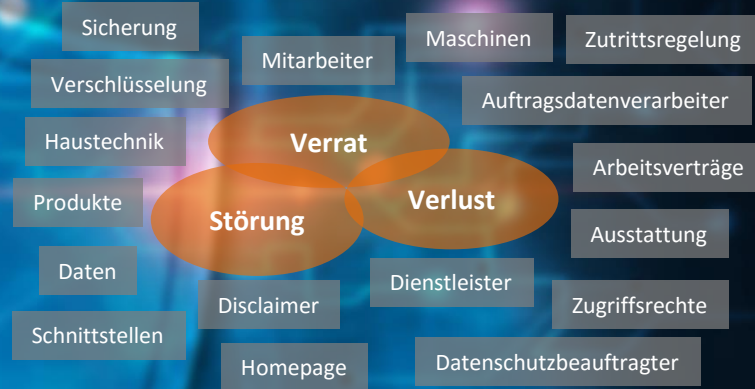 Sicherung
Maschinen
Zutrittsregelung
Mitarbeiter
Verschlüsselung
Auftragsdatenverarbeiter
Haustechnik
Verrat
Arbeitsverträge
Produkte
Verlust
Störung
Ausstattung
Daten
Dienstleister
Disclaimer
Zugriffsrechte
Schnittstellen
Homepage
Datenschutzbeauftragter